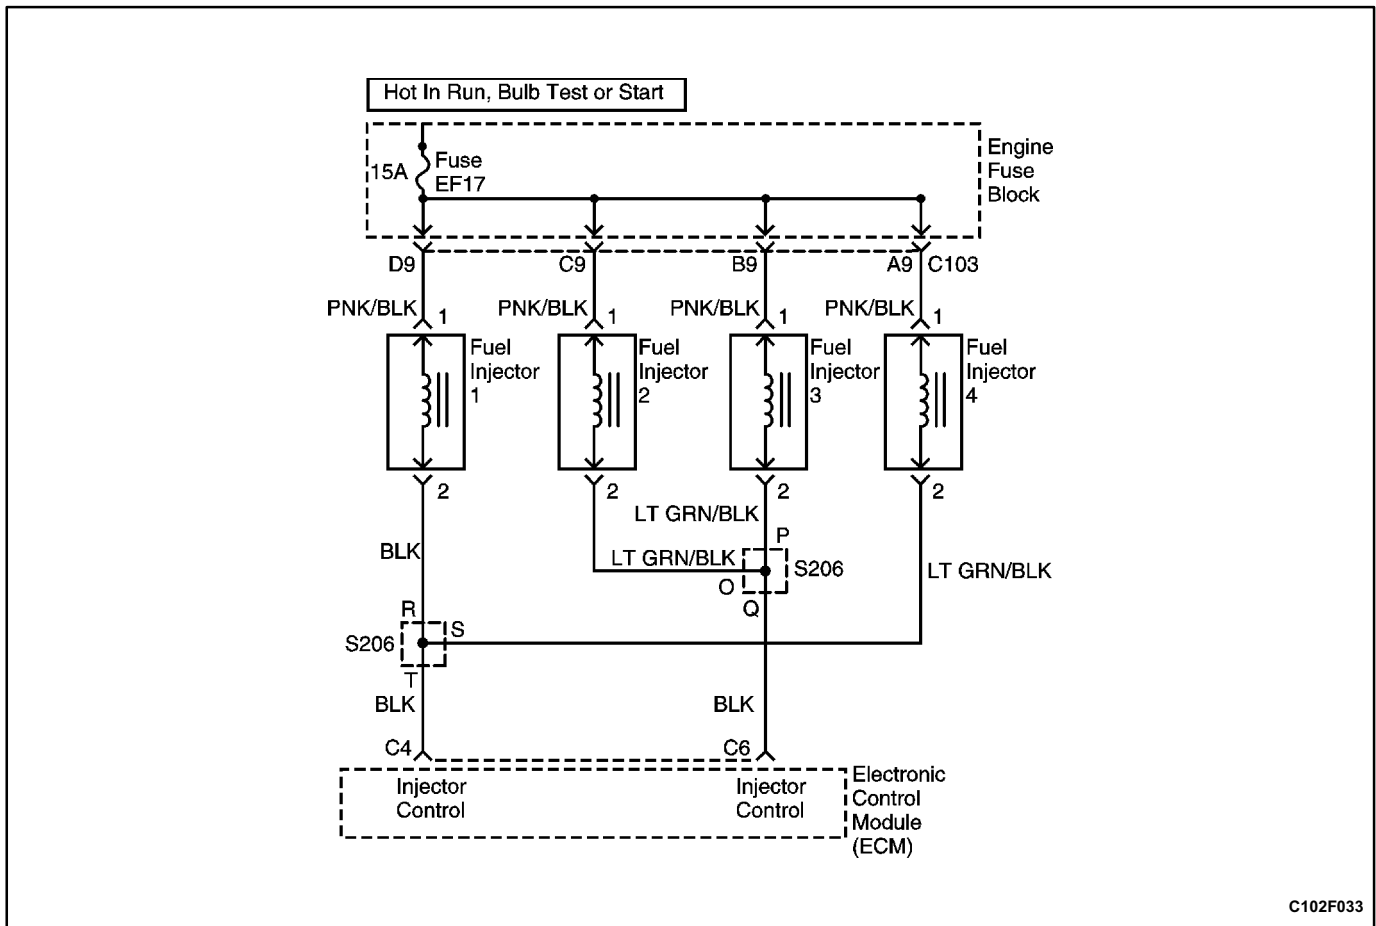 Hot In Run, Bulb Test or Start
15A
Fuse
EF17
Engine
Fuse
Block
D9
C9
B9
A9
C103
PNK/BLK
PNK/BLK
PNK/BLK
PNK/BLK
1
1
1
1
Fuel
Injector
1
Fuel
Injector
2
Fuel
Injector
3
Fuel
Injector
4
2
2
2
2
LT GRN/BLK
P
BLK
LT GRN/BLK
S206
LT GRN/BLK
O
Q
R
S
S206
T
BLK
BLK
C4
C6
Injector
Control
Injector
Control
Electronic
Control
Module
(ECM)
C102F033